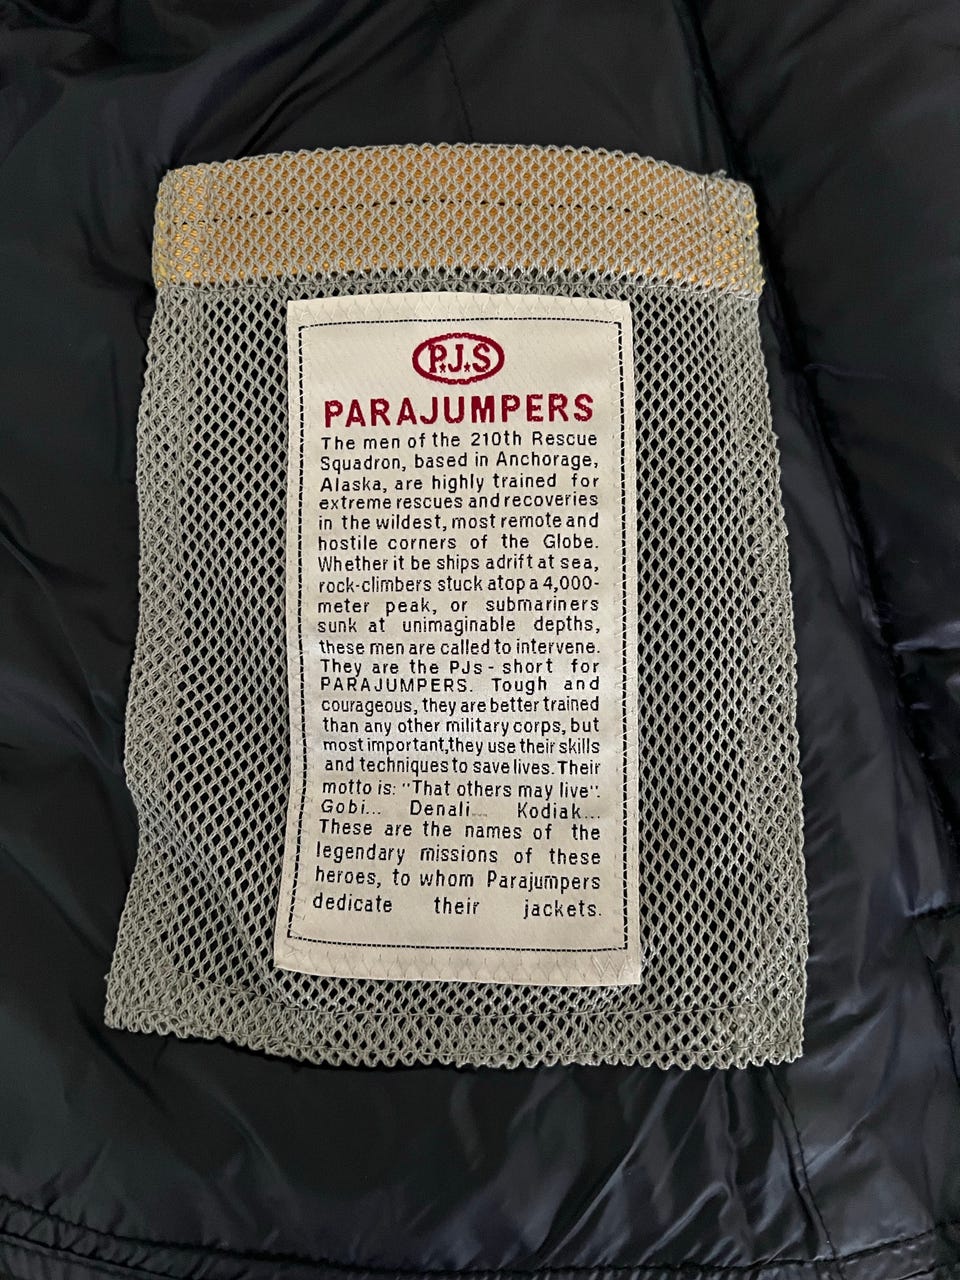 P.J.S
PARAJUMPERS
The men of the 210th Rescue
Squadron, based in Anchorage,
Alaska, are highly trained for
extreme rescues and recoveries
in the wildest, most remote and
hostile corners of the Globe.
Whether it be ships adrift at sea,
rock-climbers stuck atop a 4,000-
meter peak, or submariners
sunk at unimaginable depths,
these men are called to intervene.
They are the PJs - short for
PARAJUMPERS. Tough and
courageous, they are better trained
than any other military corps, but
most important,they use their skills
and techniques to save lives. Their
motto is: "That others may live".
Gobi... Denali... Kodiak...
These are the names of the
legendary missions of these
heroes, to whom Parajumpers
dedicate their jackets.